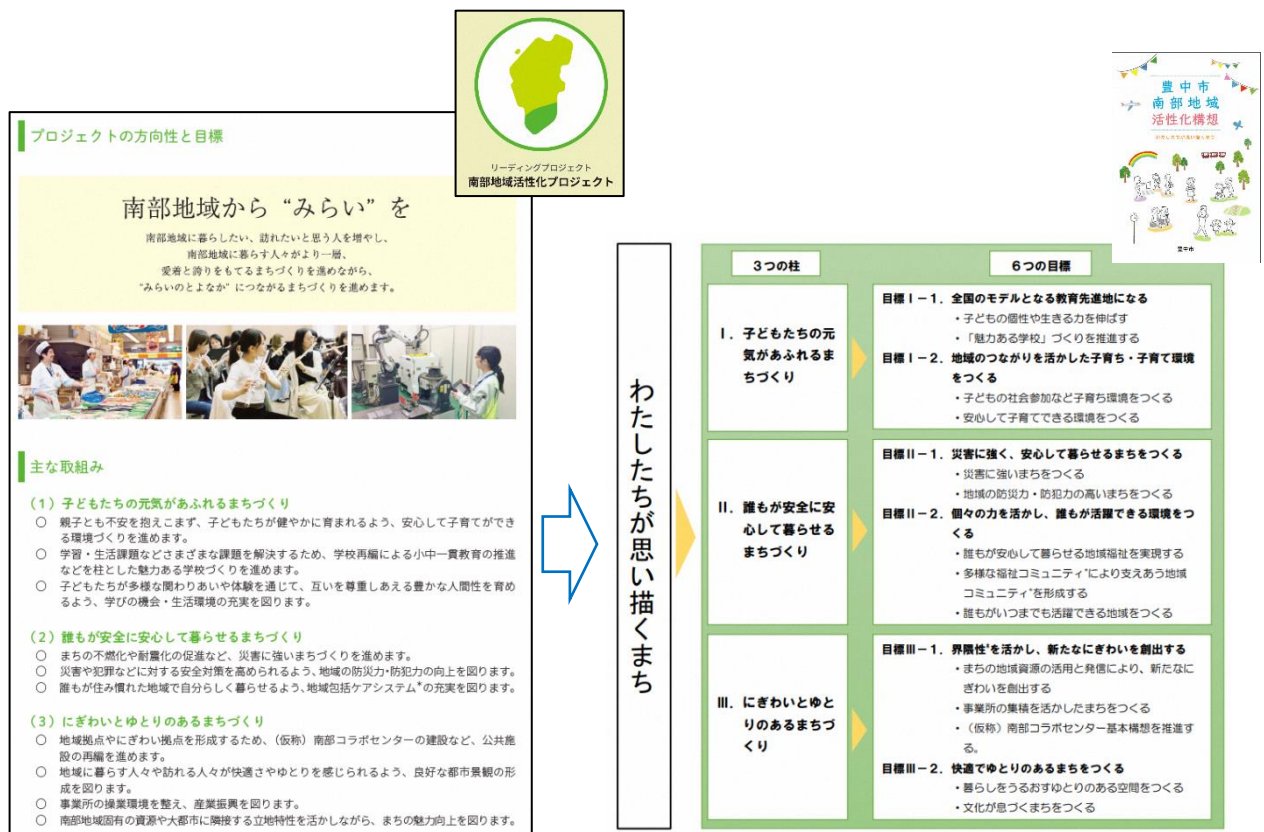 リーディングプロジェクト
南部地域活性化プロジェクト
プロジェクトの方向性と目標
南部地域から “みらい” を
南部地域に暮らしたい、訪れたいと思う人を増やし、
南部地域に暮らす人々がより一層、
愛着と誇りをもてるまちづくりを進めながら、
“みらいのとよなか” につながるまちづくりを進めます。
主な取組み
（1）子どもたちの元気があふれるまちづくり
○ 親子とも不安を抱えこまず、子どもたちが健やかに育まれるよう、安心して子育てができ
る環境づくりを進めます。
○ 学習・生活課題などさまざまな課題を解決するため、学校再編による小中一貫教育の推進
などを柱とした魅力ある学校づくりを進めます。
○ 子どもたちが多様な関わりあいや体験を通じて、互いを尊重しあえる豊かな人間性を育め
るよう、学びの機会・生活環境の充実を図ります。
（2）誰もが安全に安心して暮らせるまちづくり
○ まちの不燃化や耐震化の促進など、災害に強いまちづくりを進めます。
○ 災害や犯罪などに対する安全対策を高められるよう、地域の防災力・防犯力の向上を図ります。
○ 誰もが住み慣れた地域で自分らしく暮らせるよう、地域包括ケアシステム*の充実を図ります。
（3）にぎわいとゆとりのあるまちづくり
○ 地域拠点やにぎわい拠点を形成するため、（仮称）南部コラボセンターの建設など、公共施
設の再編を進めます。
○ 地域に暮らす人々や訪れる人々が快適さやゆとりを感じられるよう、良好な都市景観の形
成を図ります。
○ 事業所の操業環境を整え、産業振興を図ります。
○ 南部地域固有の資源や大都市に隣接する立地特性を活かしながら、まちの魅力向上を図ります。
わたしたちが思い描くまち
豊中市
南部地域
活性化構想
豊中市
3つの柱
6つの目標
Ⅰ．子どもたちの元
気があふれるま
ちづくり
目標Ⅰ－1．全国のモデルとなる教育先進地になる
・子どもの個性や生きる力を伸ばす
・「魅力ある学校」づくりを推進する
目標Ⅰ－2．地域のつながりを活かした子育ち・子育て環境
をつくる
・子どもの社会参加など子育ち環境をつくる
・安心して子育てできる環境をつくる
Ⅱ．誰もが安全に安
心して暮らせる
まちづくり
目標Ⅱ－1．災害に強く、安心して暮らせるまちをつくる
・災害に強いまちをつくる
・地域の防災力・防犯力の高いまちをつくる
目標Ⅱ－2．個々の力を活かし、誰もが活躍できる環境をつ
くる
・誰もが安心して暮らせる地域福祉を実現する
・多様な福祉コミュニティ*により支えあう地域
コミュニティ*を形成する
・誰もがいつまでも活躍できる地域をつくる
Ⅲ．にぎわいとゆと
りのあるまちづ
くり
目標Ⅲ－1．界隈性*を活かし、新たなにぎわいを創出する
・まちの地域資源の活用と発信により、新たなに
ぎわいを創出する
・事業所の集積を活かしたまちをつくる
・（仮称）南部コラボセンター基本構想を推進す
る。
目標Ⅲ－2．快適でゆとりのあるまちをつくる
・暮らしをうるおすゆとりのある空間をつくる
・文化が息づくまちをつくる